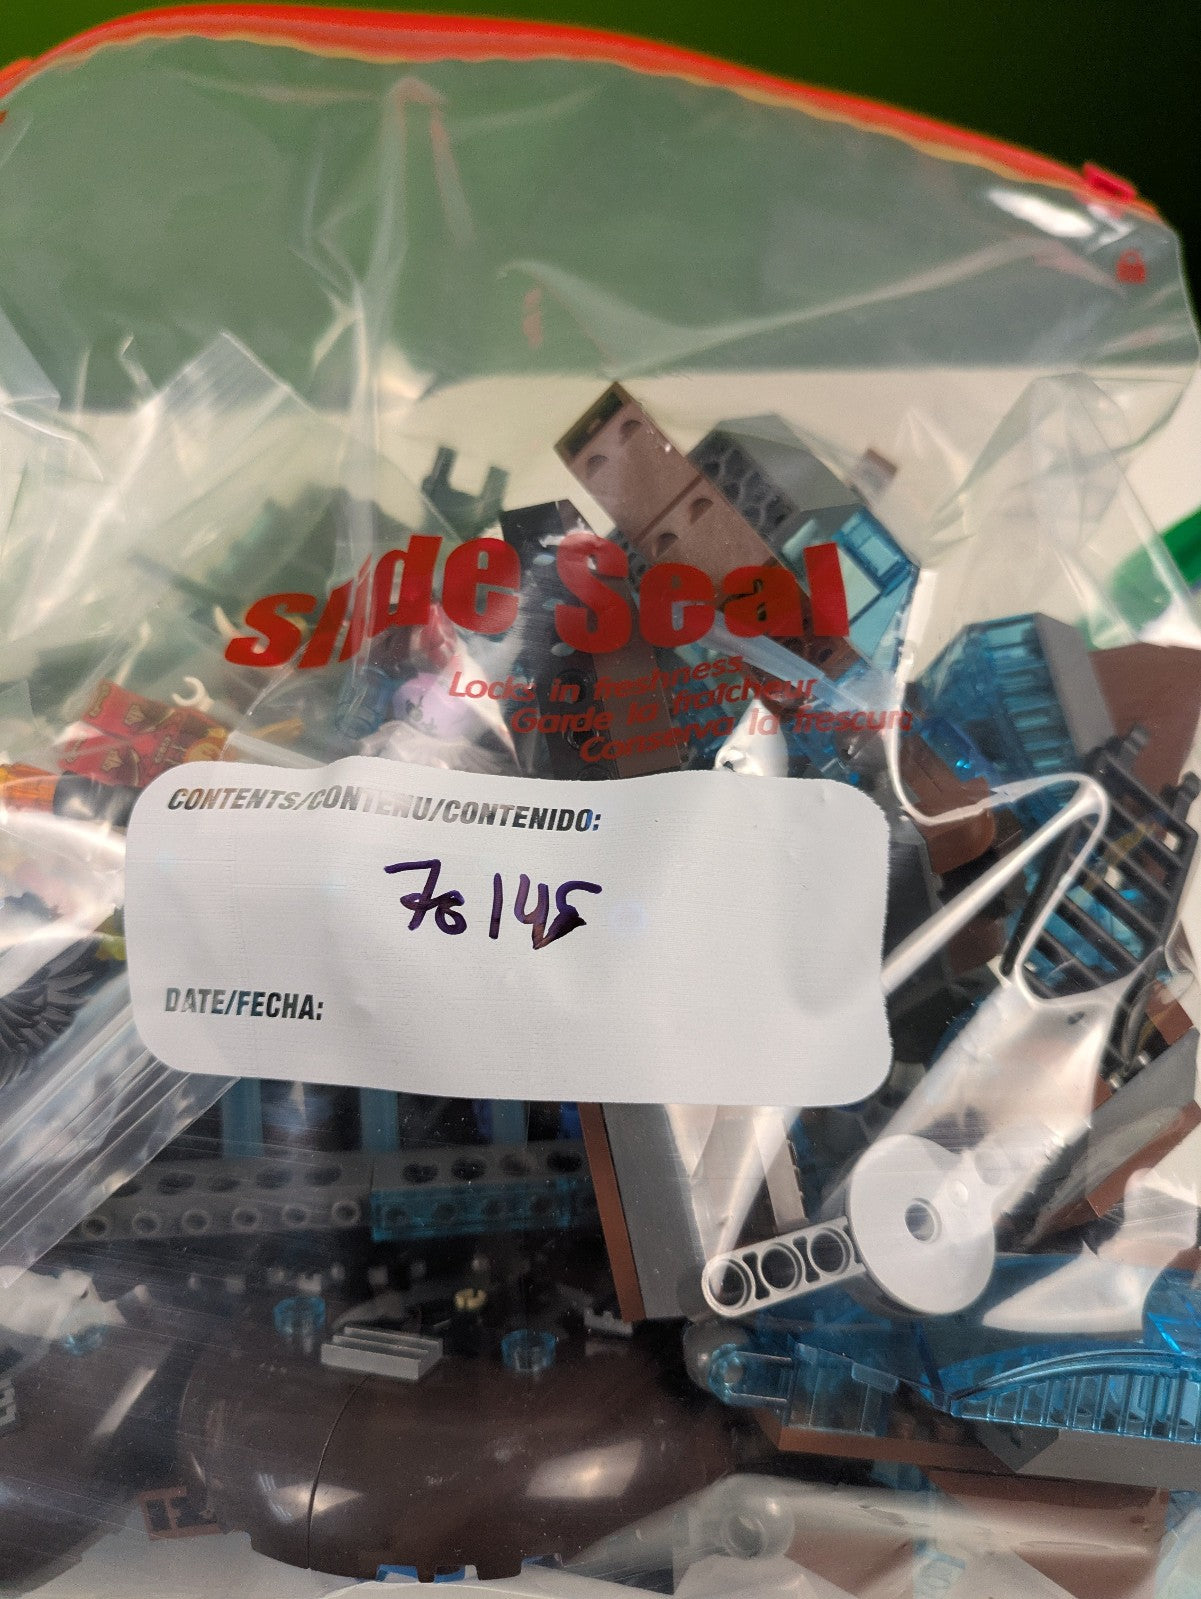 Slide Seal
Locks in freshness
Garde la fraîcheur
Conserva la frescura
CONTENTS/CONTENU/CONTENIDO:
70145
DATE/FECHA: